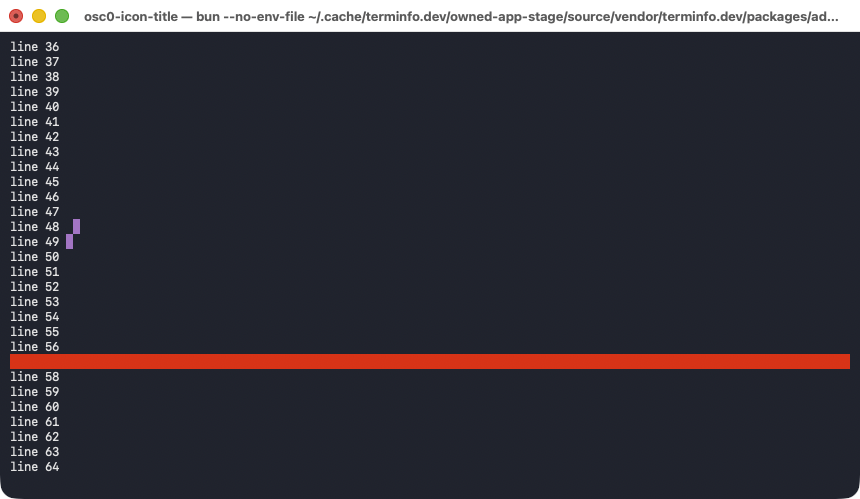 osc0-icon-title — bun --no-env-file ~/.cache/terminfo.dev/owned-app-stage/source/vendor/terminfo.dev/packages/ad...
line 36
line 37
line 38
line 39
line 40
line 41
line 42
line 43
line 44
line 45
line 46
line 47
line 48
line 49
line 50
line 51
line 52
line 53
line 54
line 55
line 56
line 58
line 59
line 60
line 61
line 62
line 63
line 64